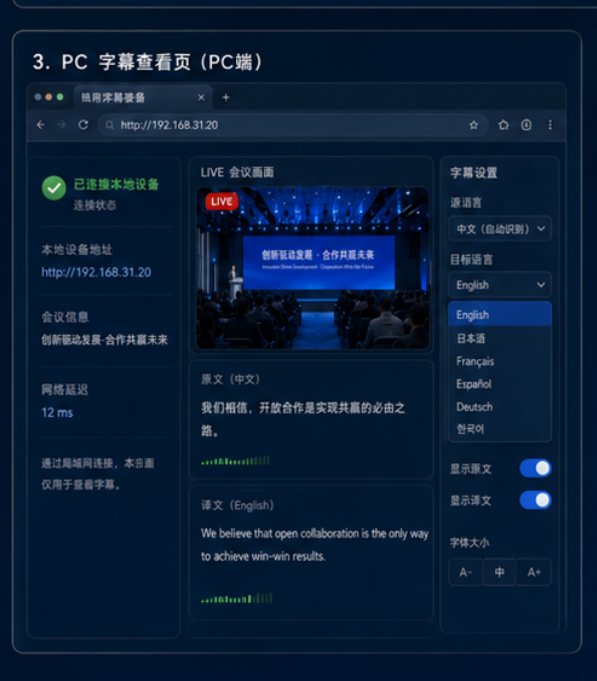 3. PC 字幕查看页（PC端）
http://192.168.31.20
已连接本地设备
连接状态
本地设备地址
http://192.168.31.20
会议信息
创新驱动发展·合作共赢未来
网络延迟
12 ms
通过局域网连接，本页面
仅用于查看字幕。
LIVE 会议画面
LIVE
创新驱动发展·合作共赢未来
原文（中文）
我们相信，开放合作是实现共赢的必由之
路。
译文（English）
We believe that open collaboration is the only way
to achieve win-win results.
字幕设置
源语言
中文（自动识别）
目标语言
English
English
日本语
Français
Español
Deutsch
한국어
显示原文
显示译文
字体大小
A-
中
A+